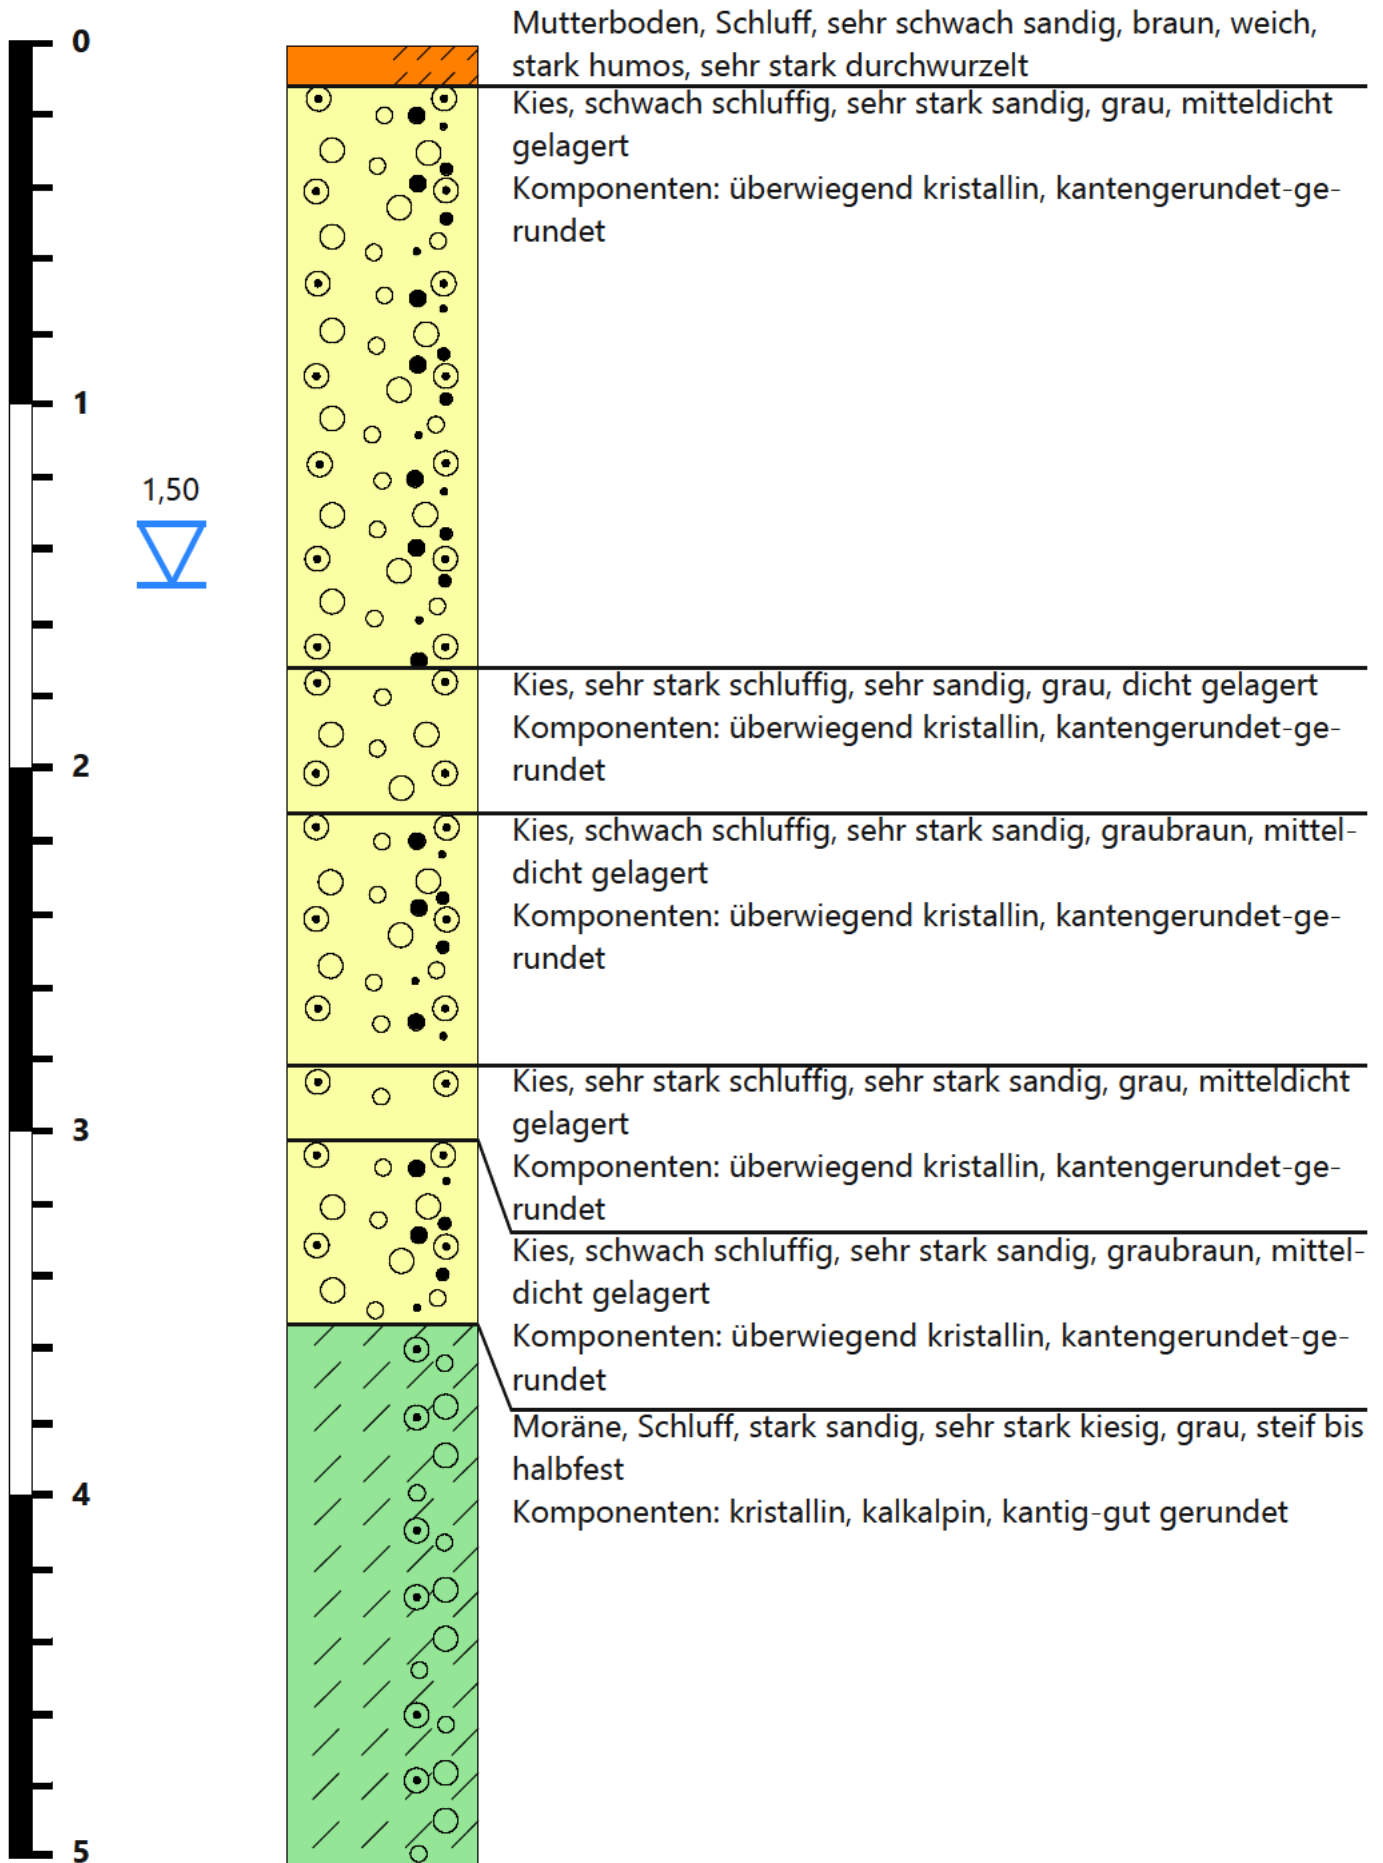 Mutterboden, Schluff, sehr schwach sandig, braun, weich,
0
stark humos, sehr stark durchwurzelt
Kies, schwach schluffig, sehr stark sandig, grau, mitteldicht
gelagert
Komponenten: überwiegend kristallin, kantengerundet-ge-
rundet
1
1,50
Kies, sehr stark schluffig, sehr sandig, grau, dicht gelagert
Komponenten: überwiegend kristallin, kantengerundet-ge-
2
rundet
Kies, schwach schluffig, sehr stark sandig, graubraun, mittel-
dicht gelagert
Komponenten: überwiegend kristallin, kantengerundet-ge-
rundet
Kies, sehr stark schluffig, sehr stark sandig, grau, mitteldicht
gelagert
3
Komponenten: überwiegend kristallin, kantengerundet-ge-
rundet
Kies, schwach schluffig, sehr stark sandig, graubraun, mittel-
dicht gelagert
Komponenten: überwiegend kristallin, kantengerundet-ge-
rundet
Moräne, Schluff, stark sandig, sehr stark kiesig, grau, steif bis
halbfest
4
Komponenten: kristallin, kalkalpin, kantig-gut gerundet
5